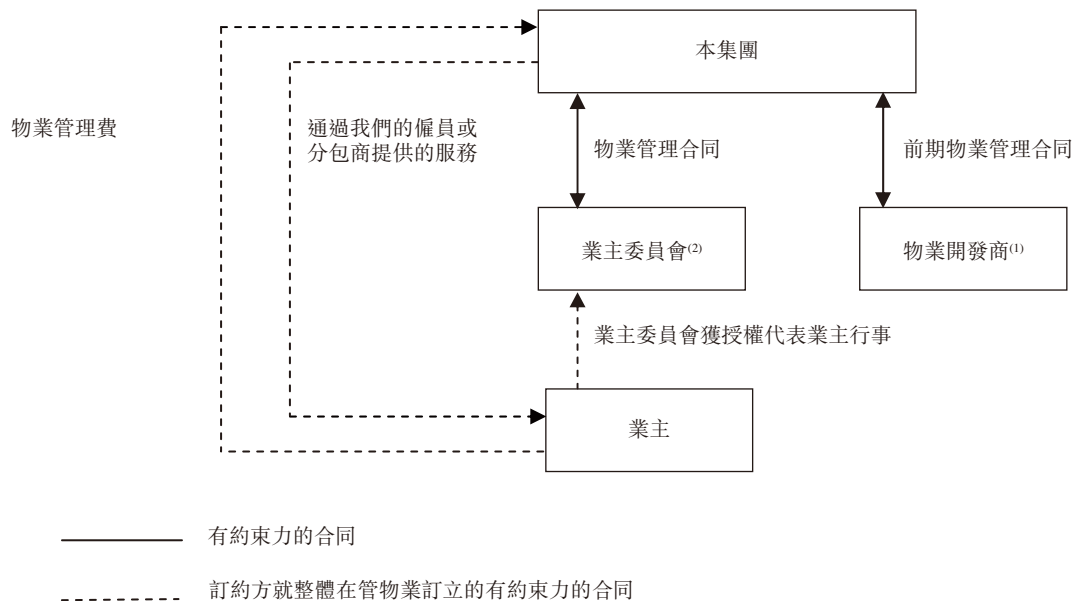 本集團
物業管理費
通過我們的僱員或
分包商提供的服務
物業管理合同
前期物業管理合同
業主委員會(2)
物業開發商(1)
業主委員會獲授權代表業主行事
業主
有約束力的合同
訂約方就整體在管物業訂立的有約束力的合同